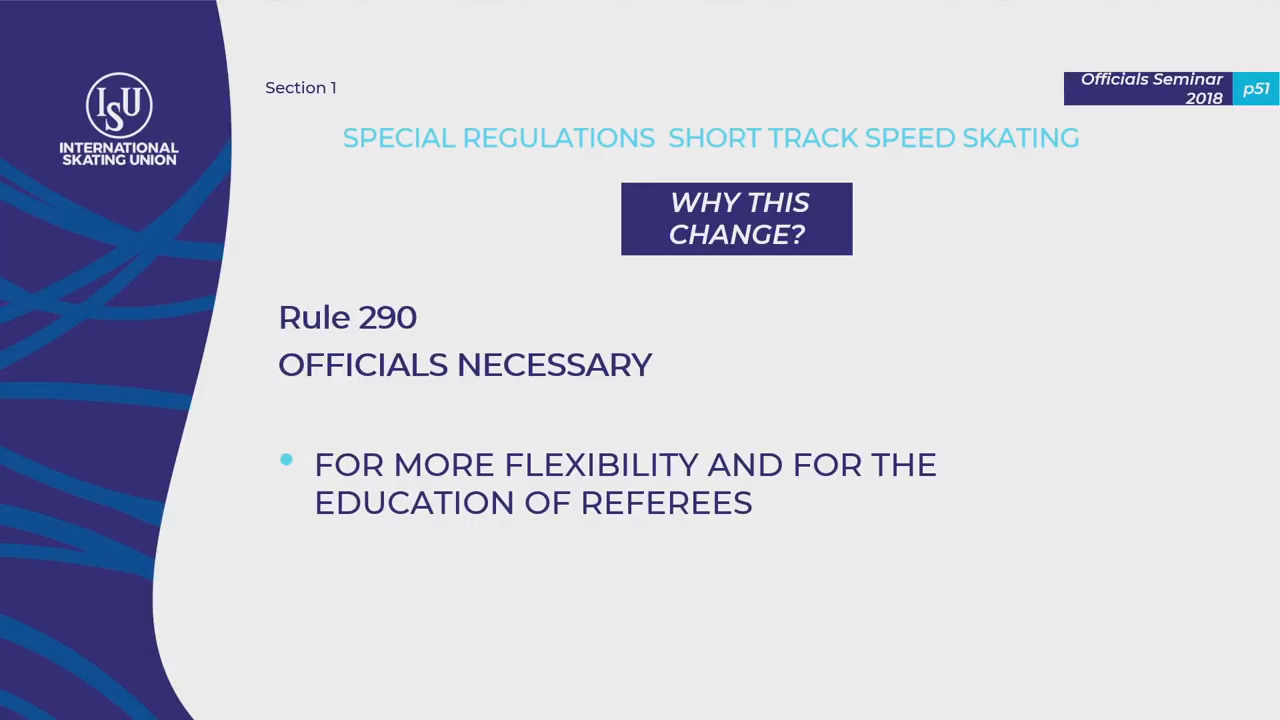 ISU
INTERNATIONAL
SKATING UNION
Section 1
Officials Seminar
2018
p51
SPECIAL REGULATIONS  SHORT TRACK SPEED SKATING
WHY THIS
CHANGE?
Rule 290
OFFICIALS NECESSARY
• FOR MORE FLEXIBILITY AND FOR THE
EDUCATION OF REFEREES